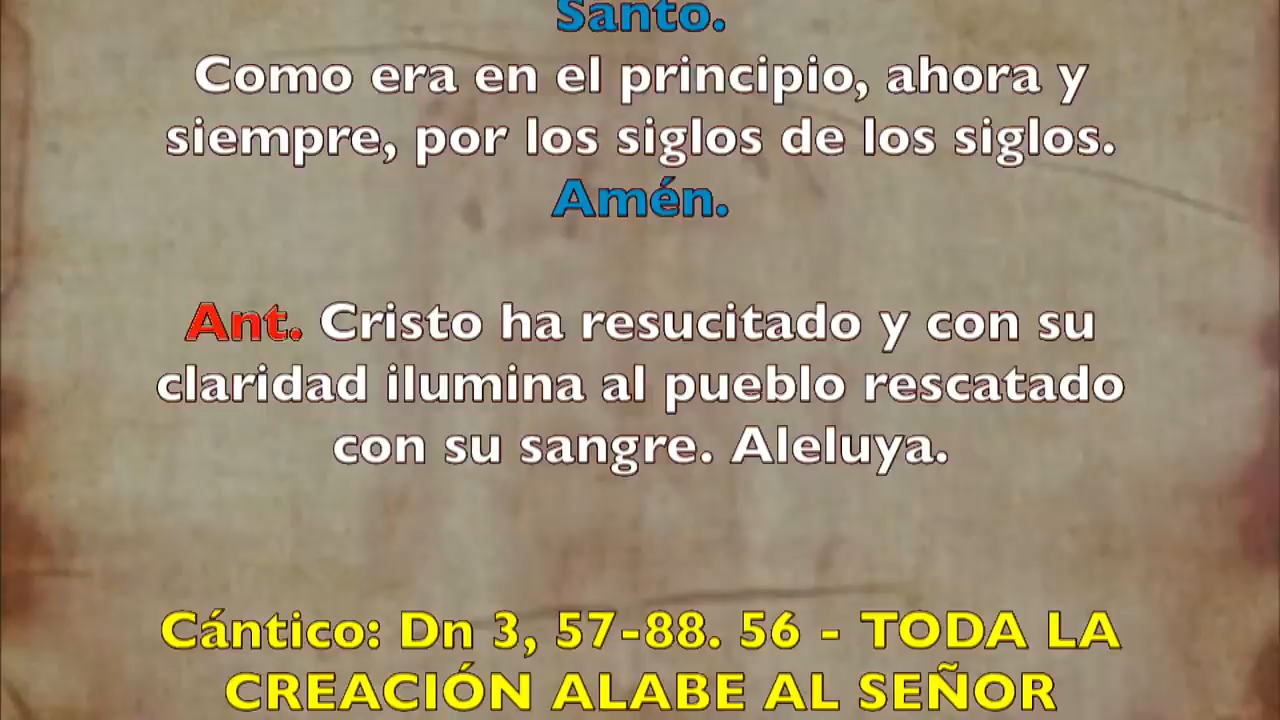 Santo.
Como era en el principio, ahora y
siempre, por los siglos de los siglos.
Amén.
Ant. Cristo ha resucitado y con su
claridad ilumina al pueblo rescatado
con su sangre. Aleluya.
Cántico: Dn 3, 57-88. 56 - TODA LA
CREACIÓN ALABE AL SEÑOR